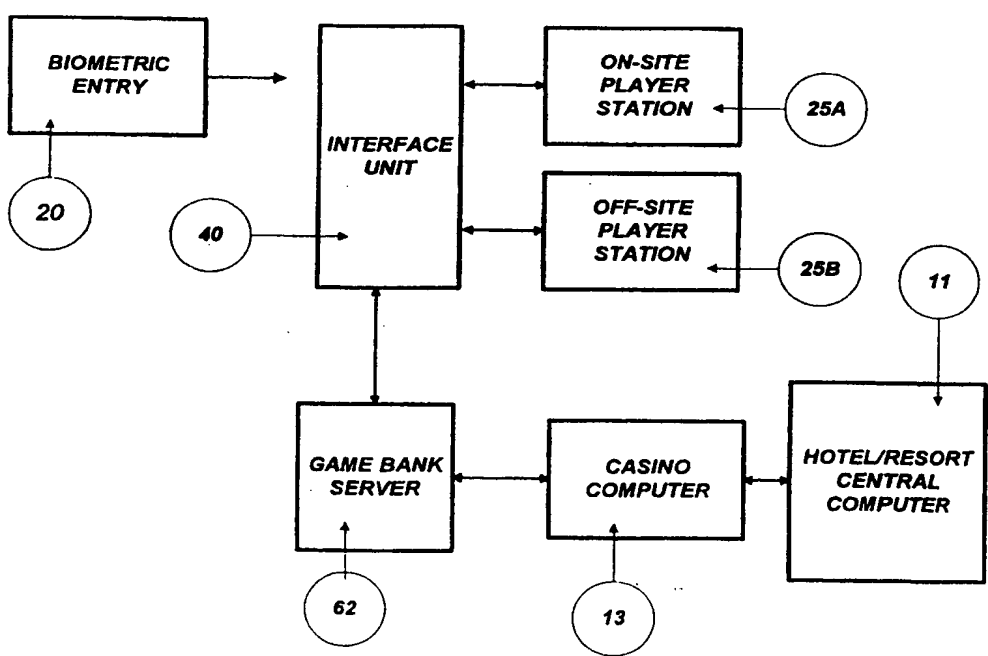 BIOMETRIC
ENTRY
20
INTERFACE
UNIT
40
ON-SITE
PLAYER
STATION
25A
OFF-SITE
PLAYER
STATION
25B
11
GAME BANK
SERVER
62
CASINO
COMPUTER
13
HOTEL/RESORT
CENTRAL
COMPUTER